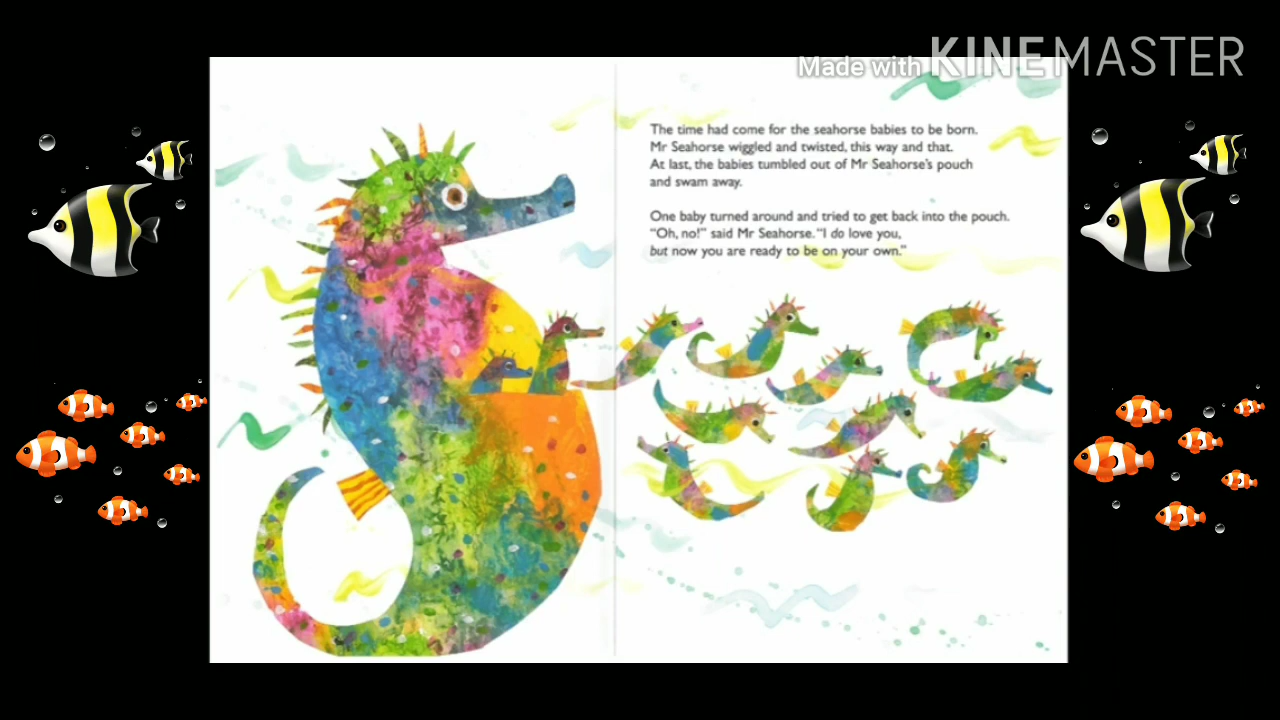 Made with KINEMASTER
The time had come for the seahorse babies to be born.
Mr Seahorse wiggled and twisted, this way and that.
At last, the babies tumbled out of Mr Seahorse's pouch
and swam away.
One baby turned around and tried to get back into the pouch.
"Oh, no!" said Mr Seahorse. "I do love you,
but now you are ready to be on your own."